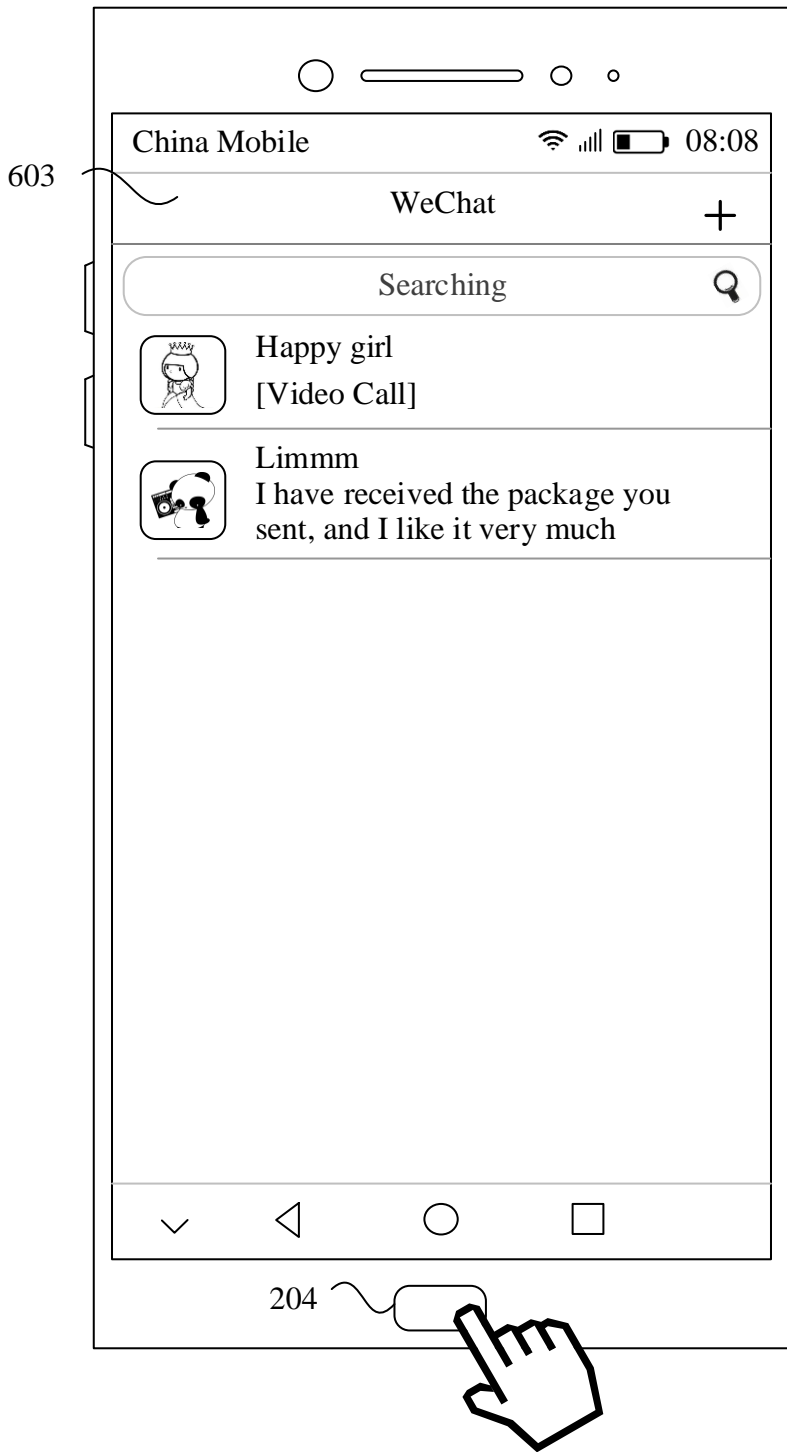 China Mobile 08:08
603
WeChat
Searching
Happy girl
[Video Call]
Limmm
I have received the package you
sent, and I like it very much
204